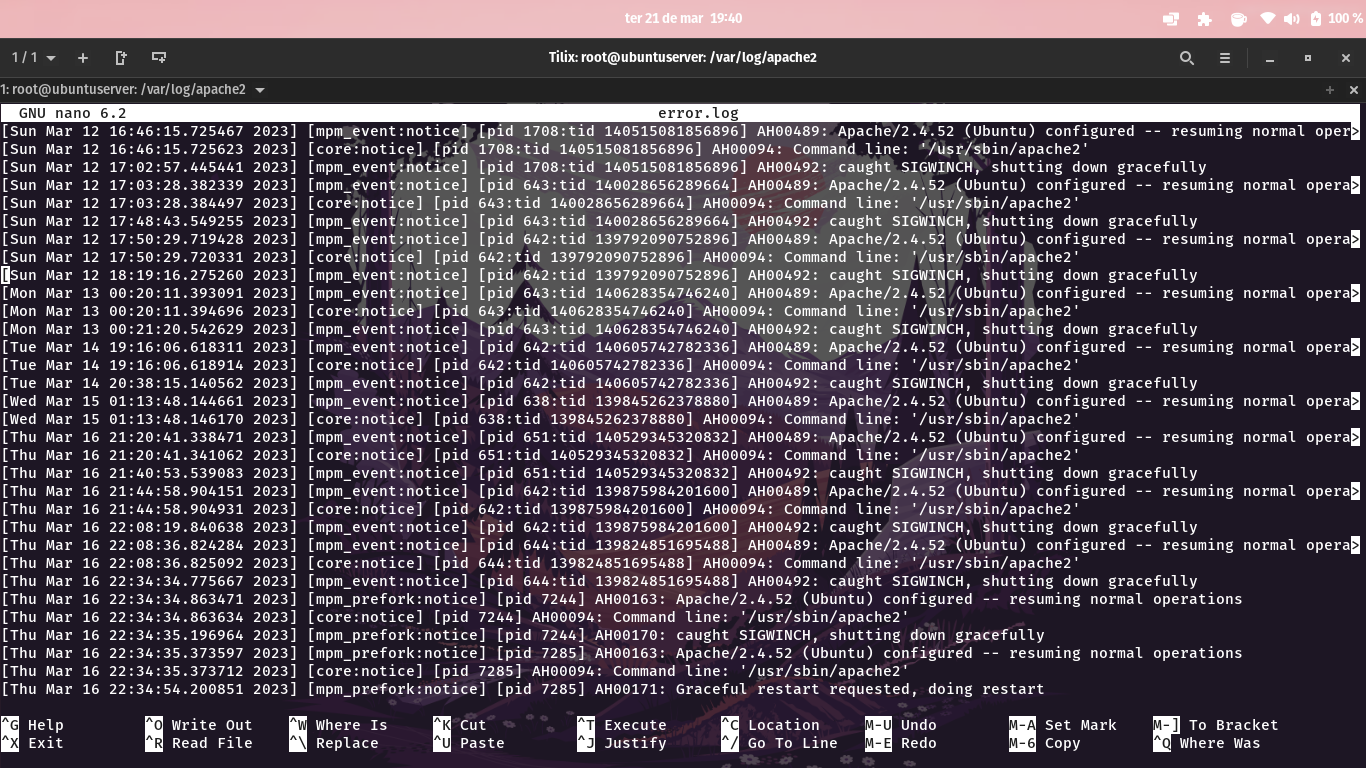 ter 21 de mar 19:40
100 %
1 / 1
Tilix: root@ubuntuserver: /var/log/apache2
1: root@ubuntuserver: /var/log/apache2
GNU nano 6.2 error.log
[Sun Mar 12 16:46:15.725467 2023] [mpm_event:notice] [pid 1708:tid 140515081856896] AH00489: Apache/2.4.52 (Ubuntu) configured -- resuming normal oper>
[Sun Mar 12 16:46:15.725623 2023] [core:notice] [pid 1708:tid 140515081856896] AH00094: Command line: '/usr/sbin/apache2'
[Sun Mar 12 17:02:57.445441 2023] [mpm_event:notice] [pid 1708:tid 140515081856896] AH00492: caught SIGWINCH, shutting down gracefully
[Sun Mar 12 17:03:28.382339 2023] [mpm_event:notice] [pid 643:tid 140028656289664] AH00489: Apache/2.4.52 (Ubuntu) configured -- resuming normal opera>
[Sun Mar 12 17:03:28.384497 2023] [core:notice] [pid 643:tid 140028656289664] AH00094: Command line: '/usr/sbin/apache2'
[Sun Mar 12 17:48:43.549255 2023] [mpm_event:notice] [pid 643:tid 140028656289664] AH00492: caught SIGWINCH, shutting down gracefully
[Sun Mar 12 17:50:29.719428 2023] [mpm_event:notice] [pid 642:tid 139792090752896] AH00489: Apache/2.4.52 (Ubuntu) configured -- resuming normal opera>
[Sun Mar 12 17:50:29.720331 2023] [core:notice] [pid 642:tid 139792090752896] AH00094: Command line: '/usr/sbin/apache2'
[Sun Mar 12 18:19:16.275260 2023] [mpm_event:notice] [pid 642:tid 139792090752896] AH00492: caught SIGWINCH, shutting down gracefully
[Mon Mar 13 00:20:11.393091 2023] [mpm_event:notice] [pid 643:tid 140628354746240] AH00489: Apache/2.4.52 (Ubuntu) configured -- resuming normal opera>
[Mon Mar 13 00:20:11.394696 2023] [core:notice] [pid 643:tid 140628354746240] AH00094: Command line: '/usr/sbin/apache2'
[Mon Mar 13 00:21:20.542629 2023] [mpm_event:notice] [pid 643:tid 140628354746240] AH00492: caught SIGWINCH, shutting down gracefully
[Tue Mar 14 19:16:06.618311 2023] [mpm_event:notice] [pid 642:tid 140605742782336] AH00489: Apache/2.4.52 (Ubuntu) configured -- resuming normal opera>
[Tue Mar 14 19:16:06.618914 2023] [core:notice] [pid 642:tid 140605742782336] AH00094: Command line: '/usr/sbin/apache2'
[Tue Mar 14 20:38:15.140562 2023] [mpm_event:notice] [pid 642:tid 140605742782336] AH00492: caught SIGWINCH, shutting down gracefully
[Wed Mar 15 01:13:48.144661 2023] [mpm_event:notice] [pid 638:tid 139845262378880] AH00489: Apache/2.4.52 (Ubuntu) configured -- resuming normal opera>
[Wed Mar 15 01:13:48.146170 2023] [core:notice] [pid 638:tid 139845262378880] AH00094: Command line: '/usr/sbin/apache2'
[Thu Mar 16 21:20:41.338471 2023] [mpm_event:notice] [pid 651:tid 140529345320832] AH00489: Apache/2.4.52 (Ubuntu) configured -- resuming normal opera>
[Thu Mar 16 21:20:41.341062 2023] [core:notice] [pid 651:tid 140529345320832] AH00094: Command line: '/usr/sbin/apache2'
[Thu Mar 16 21:40:53.539083 2023] [mpm_event:notice] [pid 651:tid 140529345320832] AH00492: caught SIGWINCH, shutting down gracefully
[Thu Mar 16 21:44:58.904151 2023] [mpm_event:notice] [pid 642:tid 139875984201600] AH00489: Apache/2.4.52 (Ubuntu) configured -- resuming normal opera>
[Thu Mar 16 21:44:58.904931 2023] [core:notice] [pid 642:tid 139875984201600] AH00094: Command line: '/usr/sbin/apache2'
[Thu Mar 16 22:08:19.840638 2023] [mpm_event:notice] [pid 642:tid 139875984201600] AH00492: caught SIGWINCH, shutting down gracefully
[Thu Mar 16 22:08:36.824284 2023] [mpm_event:notice] [pid 644:tid 139824851695488] AH00489: Apache/2.4.52 (Ubuntu) configured -- resuming normal opera>
[Thu Mar 16 22:08:36.825092 2023] [core:notice] [pid 644:tid 139824851695488] AH00094: Command line: '/usr/sbin/apache2'
[Thu Mar 16 22:34:34.775667 2023] [mpm_event:notice] [pid 644:tid 139824851695488] AH00492: caught SIGWINCH, shutting down gracefully
[Thu Mar 16 22:34:34.863471 2023] [mpm_prefork:notice] [pid 7244] AH00163: Apache/2.4.52 (Ubuntu) configured -- resuming normal operations
[Thu Mar 16 22:34:34.863634 2023] [core:notice] [pid 7244] AH00094: Command line: '/usr/sbin/apache2'
[Thu Mar 16 22:34:35.196964 2023] [mpm_prefork:notice] [pid 7244] AH00170: caught SIGWINCH, shutting down gracefully
[Thu Mar 16 22:34:35.373597 2023] [mpm_prefork:notice] [pid 7285] AH00163: Apache/2.4.52 (Ubuntu) configured -- resuming normal operations
[Thu Mar 16 22:34:35.373712 2023] [core:notice] [pid 7285] AH00094: Command line: '/usr/sbin/apache2'
[Thu Mar 16 22:34:54.200851 2023] [mpm_prefork:notice] [pid 7285] AH00171: Graceful restart requested, doing restart
^G Help ^O Write Out ^W Where Is ^K Cut ^T Execute ^C Location M-U Undo M-A Set Mark M-] To Bracket
^X Exit ^R Read File ^\ Replace ^U Paste ^J Justify ^/ Go To Line M-E Redo M-6 Copy ^Q Where Was